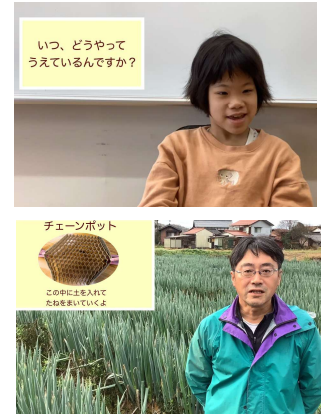 いつ、どうやって
うえているんですか？
チェーンポット
この中に土を入れて
たねをまいていくよ